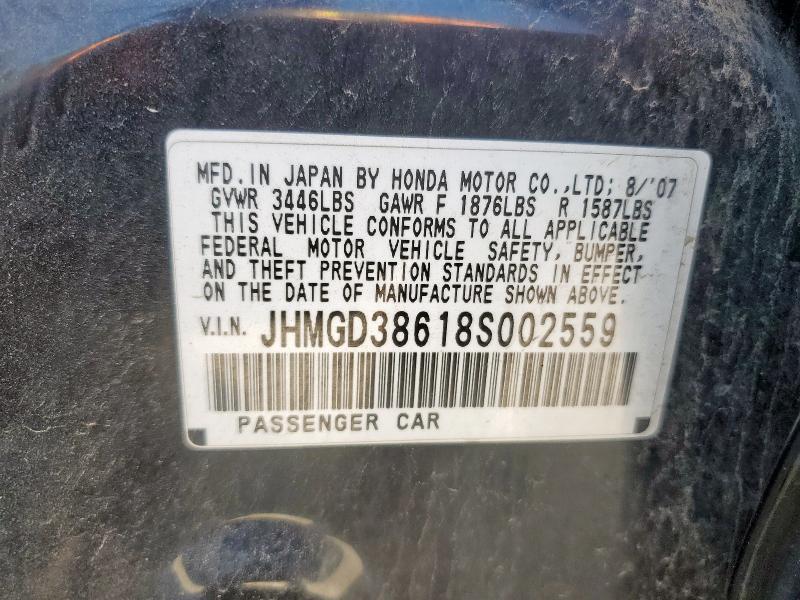 MFD. IN JAPAN BY HONDA MOTOR CO., LTD; 8/'07
GVWR 3446LBS GAWR F 1876LBS R 1587LBS
THIS VEHICLE CONFORMS TO ALL APPLICABLE
FEDERAL MOTOR VEHICLE SAFETY, BUMPER,
AND THEFT PREVENTION STANDARDS IN EFFECT
ON THE DATE OF MANUFACTURE SHOWN ABOVE.
V.I.N. JHMGD38618S002559
PASSENGER CAR